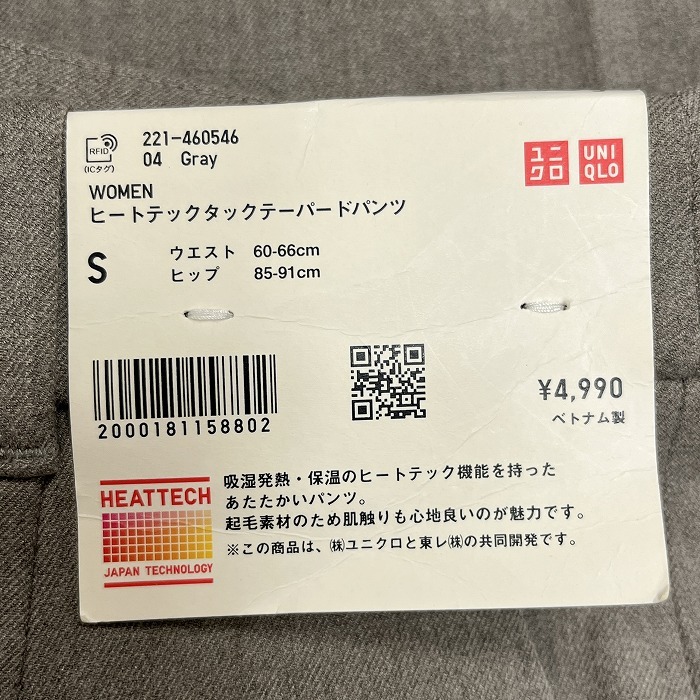 RFID
(ICタグ)
221-460546
04 Gray
ユニクロ
UNIQLO
WOMEN
ヒートテックタックテーパードパンツ
S
ウエスト 60-66cm
ヒップ 85-91cm
2000181158802
¥4,990
ベトナム製
HEATTECH
JAPAN TECHNOLOGY
吸湿発熱・保温のヒートテック機能を持った
あたたかいパンツ。
起毛素材のため肌触りも心地良いのが魅力です。
※この商品は、㈱ユニクロと東レ㈱の共同開発です。